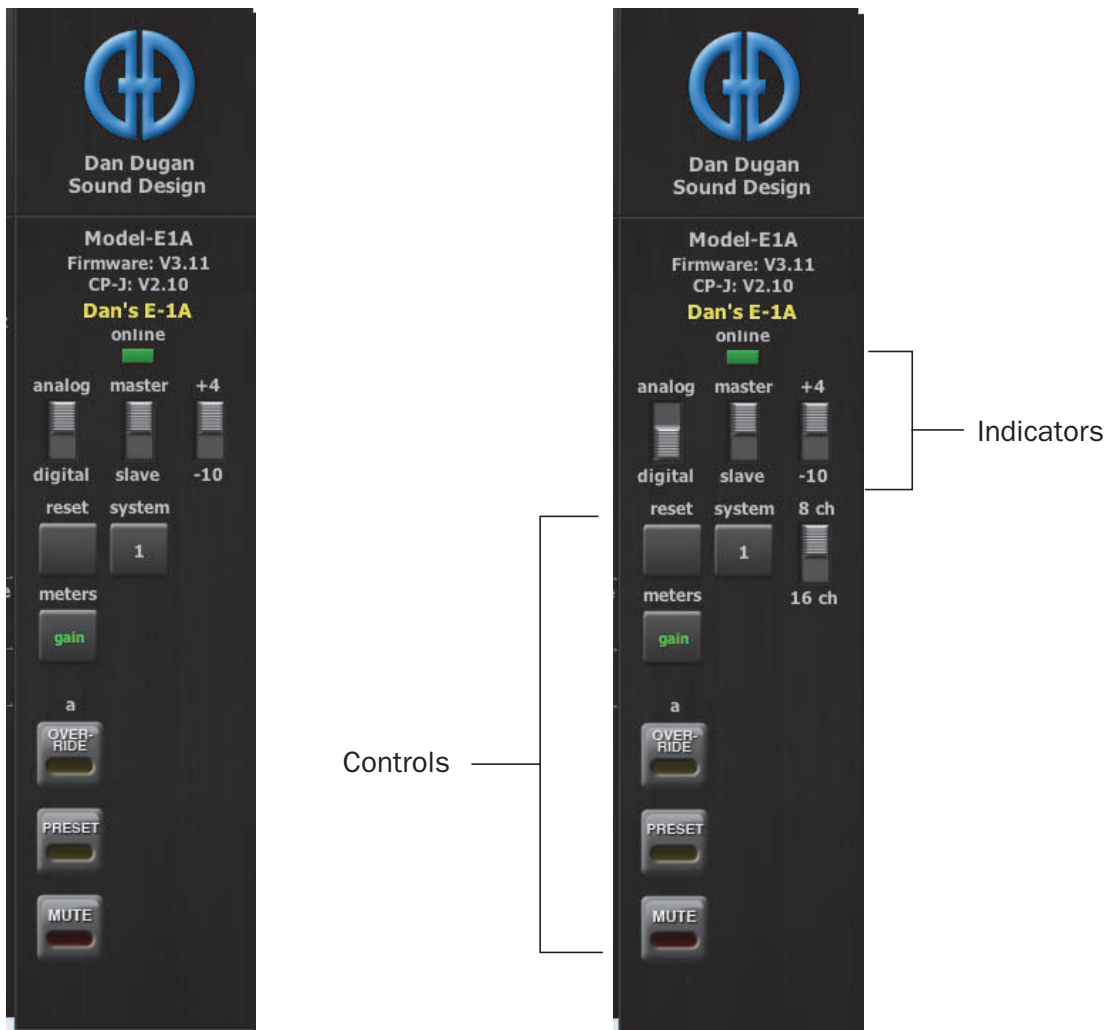 Dan Dugan
Sound Design
Model-E1A
Firmware: V3.11
CP-J: V2.10
Dan's E-1A
online
analog master +4
digital slave -10
reset system
1
meters
gain
a
OVER-
RIDE
PRESET
MUTE
Dan Dugan
Sound Design
Model-E1A
Firmware: V3.11
CP-J: V2.10
Dan's E-1A
online
analog master +4
digital slave -10
reset system 8 ch
1
meters 16 ch
gain
a
OVER-
RIDE
PRESET
MUTE
Indicators
Controls